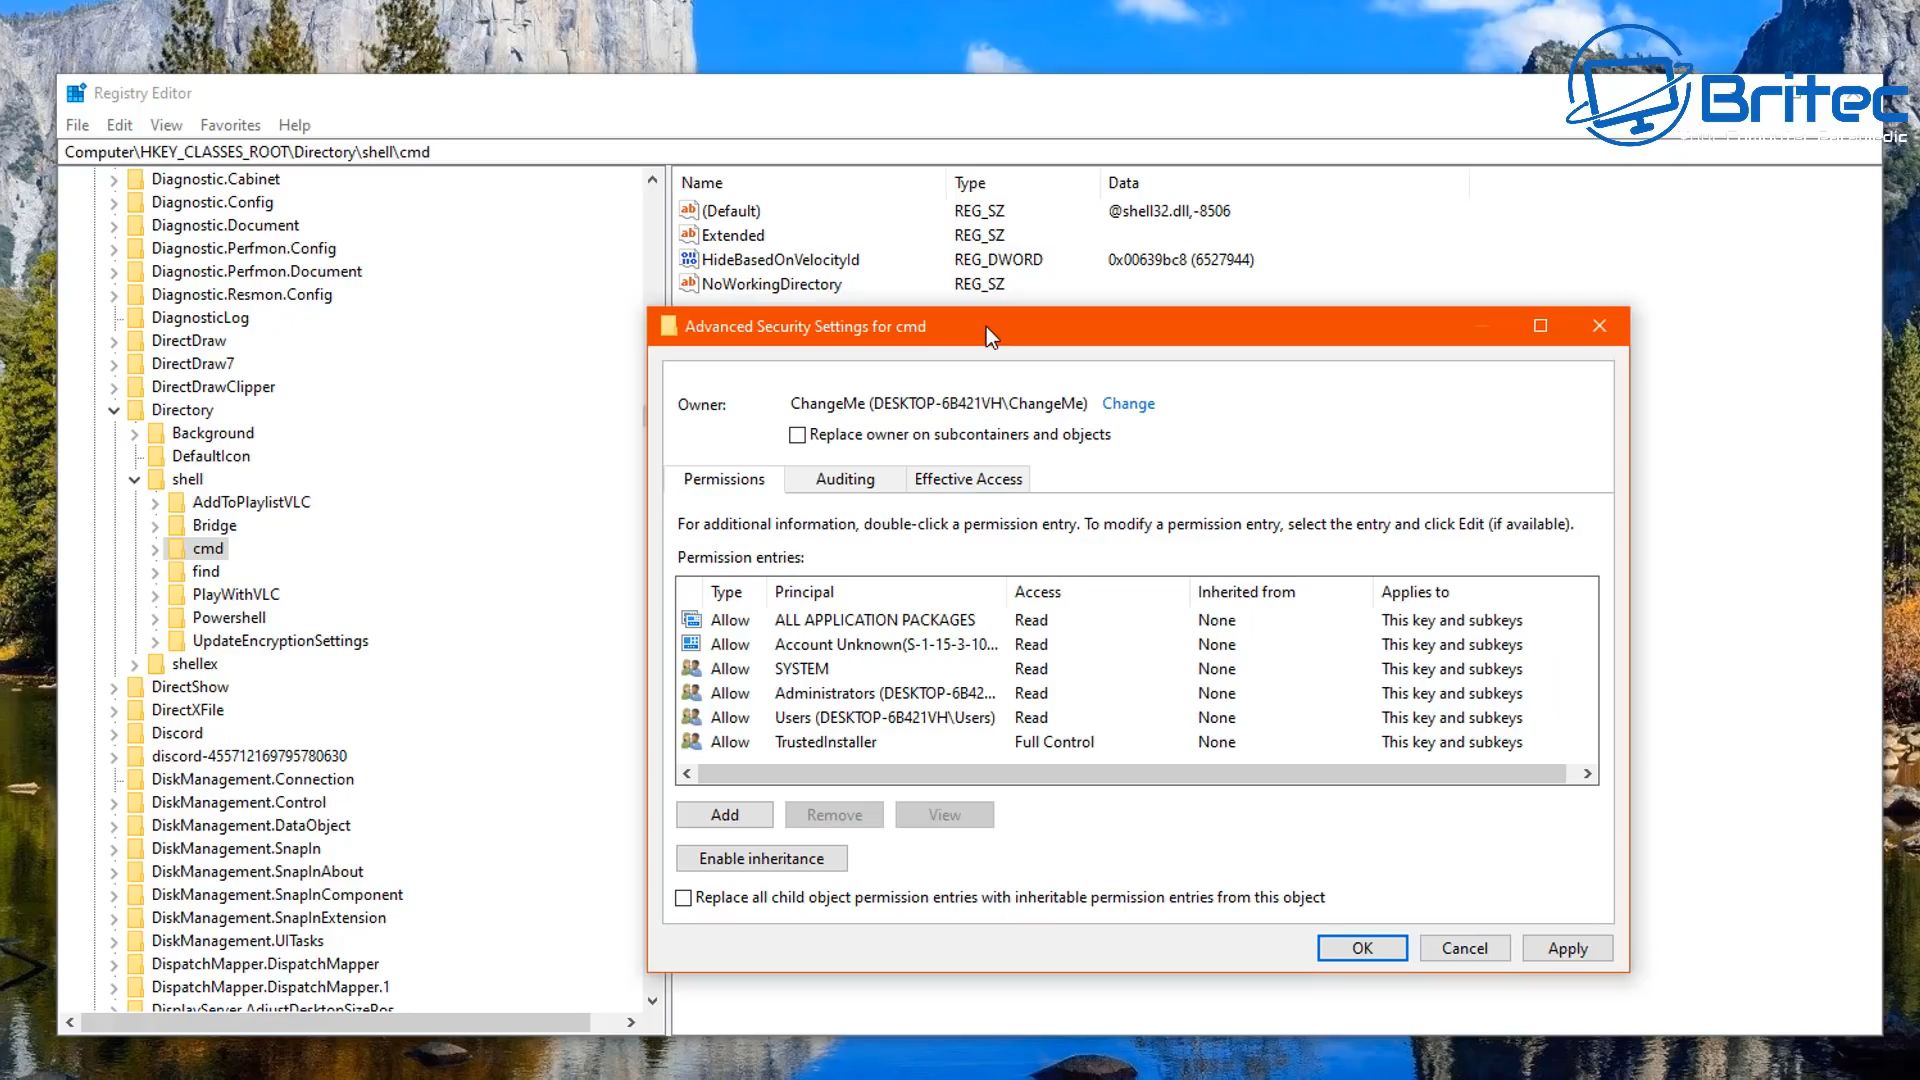 Britec
Registry Editor
File Edit View Favorites Help
Computer\HKEY_CLASSES_ROOT\Directory\shell\cmd
Diagnostic.Cabinet
Diagnostic.Config
Diagnostic.Document
Diagnostic.Perfmon.Config
Diagnostic.Perfmon.Document
Diagnostic.Resmon.Config
DiagnosticLog
DirectDraw
DirectDraw7
DirectDrawClipper
Directory
Background
DefaultIcon
shell
AddToPlaylistVLC
Bridge
cmd
find
PlayWithVLC
Powershell
UpdateEncryptionSettings
shellex
DirectShow
DirectXFile
Discord
discord-455712169795780630
DiskManagement.Connection
DiskManagement.Control
DiskManagement.DataObject
DiskManagement.SnapIn
DiskManagement.SnapInAbout
DiskManagement.SnapInComponent
DiskManagement.SnapInExtension
DiskManagement.UITasks
DispatchMapper.DispatchMapper
DispatchMapper.DispatchMapper.1
DisplayServer.AdjustDesktopSizePos
Name Type Data
(Default) REG_SZ @shell32.dll,-8506
Extended REG_SZ
HideBasedOnVelocityId REG_DWORD 0x00639bc8 (6527944)
NoWorkingDirectory REG_SZ
Advanced Security Settings for cmd
Owner: ChangeMe (DESKTOP-6B421VH\ChangeMe) Change
Replace owner on subcontainers and objects
Permissions Auditing Effective Access
For additional information, double-click a permission entry. To modify a permission entry, select the entry and click Edit (if available).
Permission entries:
Type Principal Access Inherited from Applies to
Allow ALL APPLICATION PACKAGES Read None This key and subkeys
Allow Account Unknown(S-1-15-3-10... Read None This key and subkeys
Allow SYSTEM Read None This key and subkeys
Allow Administrators (DESKTOP-6B42... Read None This key and subkeys
Allow Users (DESKTOP-6B421VH\Users) Read None This key and subkeys
Allow TrustedInstaller Full Control None This key and subkeys
Add Remove View
Enable inheritance
Replace all child object permission entries with inheritable permission entries from this object
OK Cancel Apply